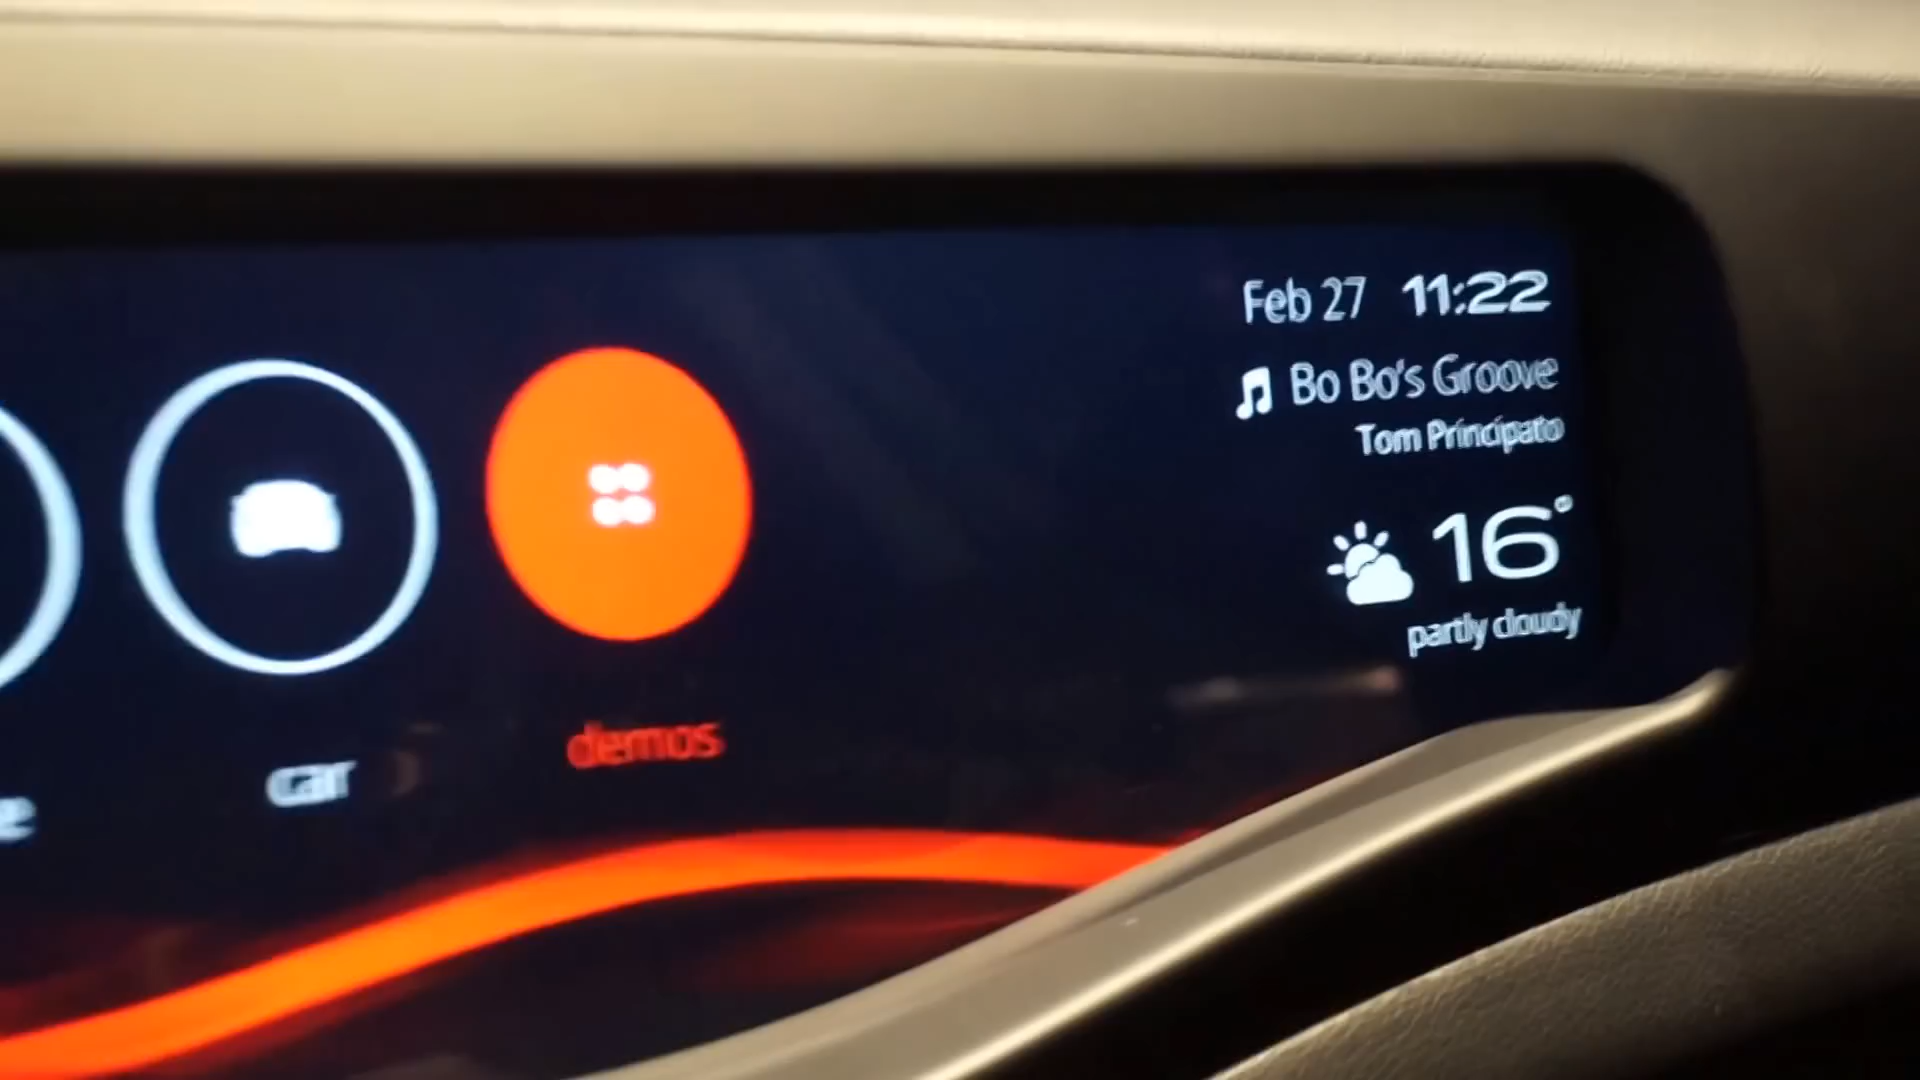 Feb 27 11:22
Bo Bo's Groove
Tom Principato
16°
partly cloudy
car
demos